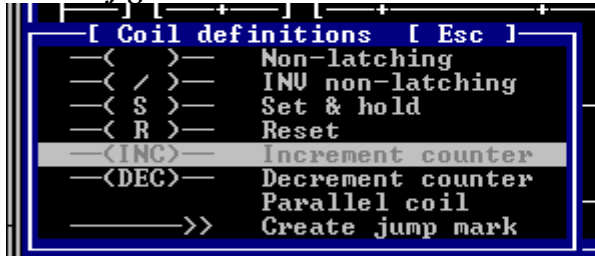 [ Coil definitions [ Esc ]
—( )— Non-latching
—( / )— INV non-latching
—( S )— Set & hold
—( R )— Reset
—(INC)— Increment counter
—(DEC)— Decrement counter
Parallel coil
———>> Create jump mark